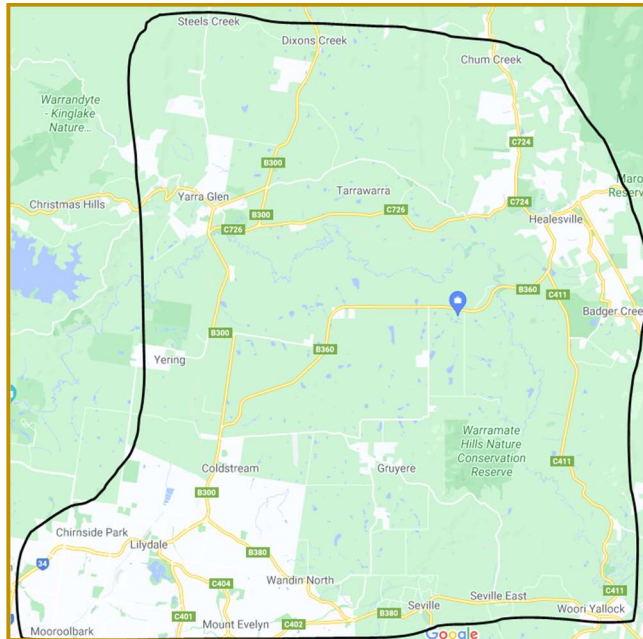 Steels Creek
Dixons Creek
Chum Creek
Warrandyte
- Kinglake
Nature...
C724
B300
Christmas Hills
Yarra Glen
Tarrawarra
Maro
Reserv
C724
B300
C726
C726
Healesville
B360
C411
B300
Badger Cree
B360
Yering
Warramate
Hills Nature
Conservation
Reserve
Coldstream
Gruyere
C411
B300
Chirnside Park
Lilydale
B380
34
C404
Wandin North
Seville East
C411
C401
Mount Evelyn
C402
B380
Seville
Woori Yallock
Mooroolbark
Google